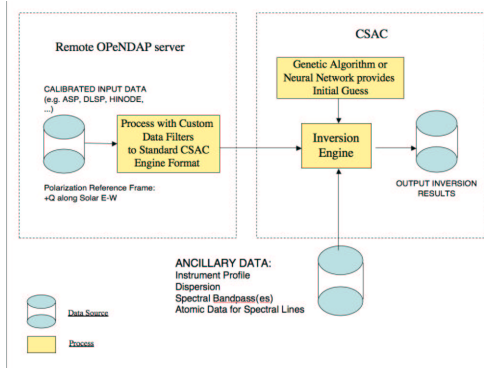 Remote OPeNDAP server
CSAC
CALIBRATED INPUT DATA
(e.g. ASP, DLSP, HINODE,
...)
Process with Custom
Data Filters
to Standard CSAC
Engine Format
Polarization Reference Frame:
+Q along Solar E-W
Genetic Algorithm or
Neural Network provides
Initial Guess
Inversion
Engine
OUTPUT INVERSION
RESULTS
ANCILLARY DATA:
Instrument Profile
Dispersion
Spectral Bandpass(es)
Atomic Data for Spectral Lines
Data Source
Process